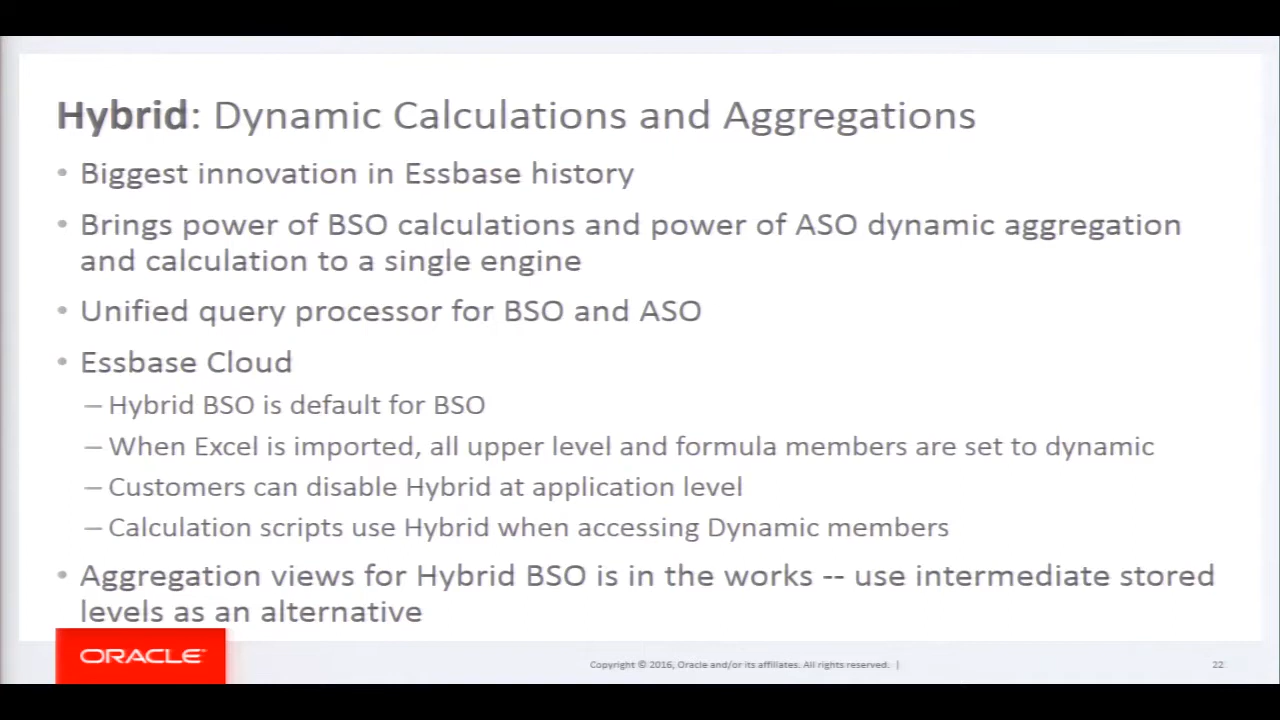 Hybrid: Dynamic Calculations and Aggregations
• Biggest innovation in Essbase history
• Brings power of BSO calculations and power of ASO dynamic aggregation
and calculation to a single engine
• Unified query processor for BSO and ASO
• Essbase Cloud
– Hybrid BSO is default for BSO
– When Excel is imported, all upper level and formula members are set to dynamic
– Customers can disable Hybrid at application level
– Calculation scripts use Hybrid when accessing Dynamic members
• Aggregation views for Hybrid BSO is in the works -- use intermediate stored
levels as an alternative
ORACLE
Copyright © 2016, Oracle and/or its affiliates. All rights reserved. |
22